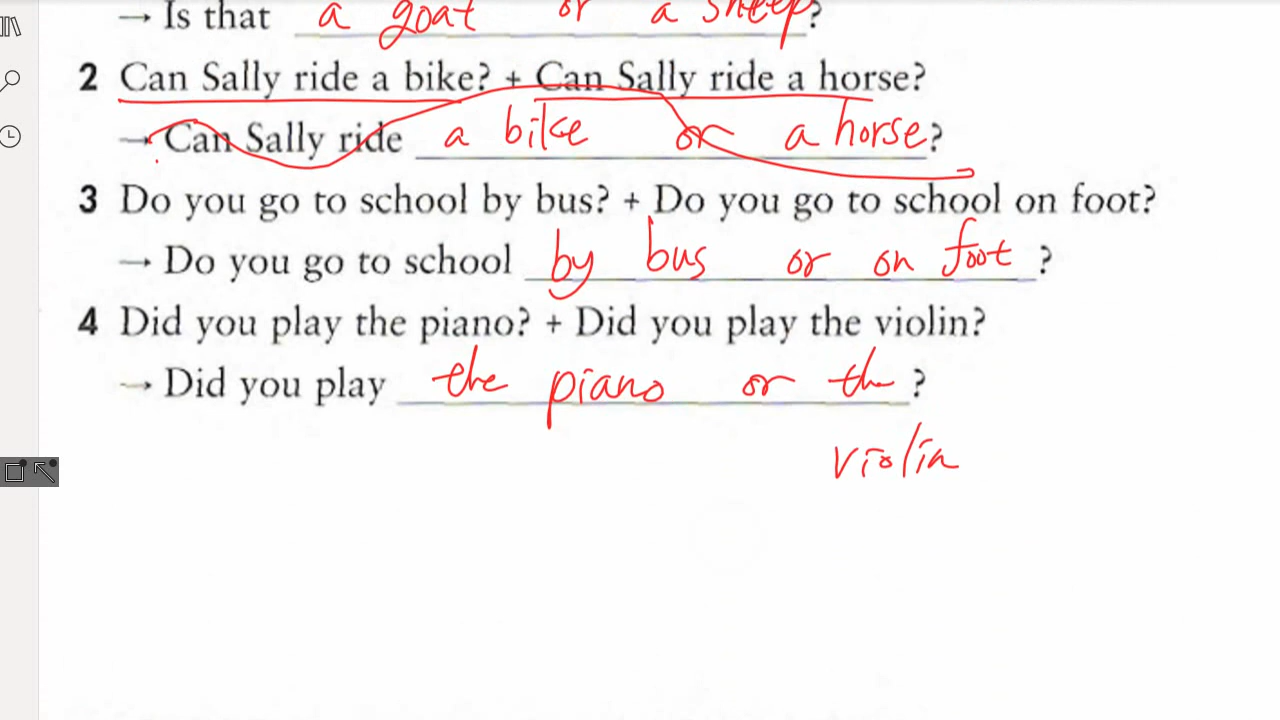 → Is that a goat or a sheep?
2 Can Sally ride a bike? + Can Sally ride a horse?
→ Can Sally ride a bike or a horse?
3 Do you go to school by bus? + Do you go to school on foot?
→ Do you go to school by bus or on foot?
4 Did you play the piano? + Did you play the violin?
→ Did you play the piano or the?
violin